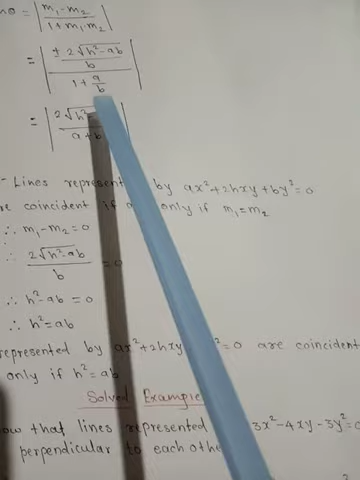 nθ = | m₁-m₂ / 1+m₁m₂ |
= | ± 2√h²-ab / b / 1+ a/b |
= | 2√h² / a+b |
- Lines represent by ax²+2hxy+by²=0
re coincident if only if m₁=m₂
∴ m₁-m₂=0
∴ 2√h²-ab / b = 0
∴ h²-ab = 0
∴ h²=ab
represented by ax²+2hxy ²=0 are coincident
only if h²=ab
Solved Example
ow that lines represented 3x²-4xy-3y²=0
perpendicular to each othe